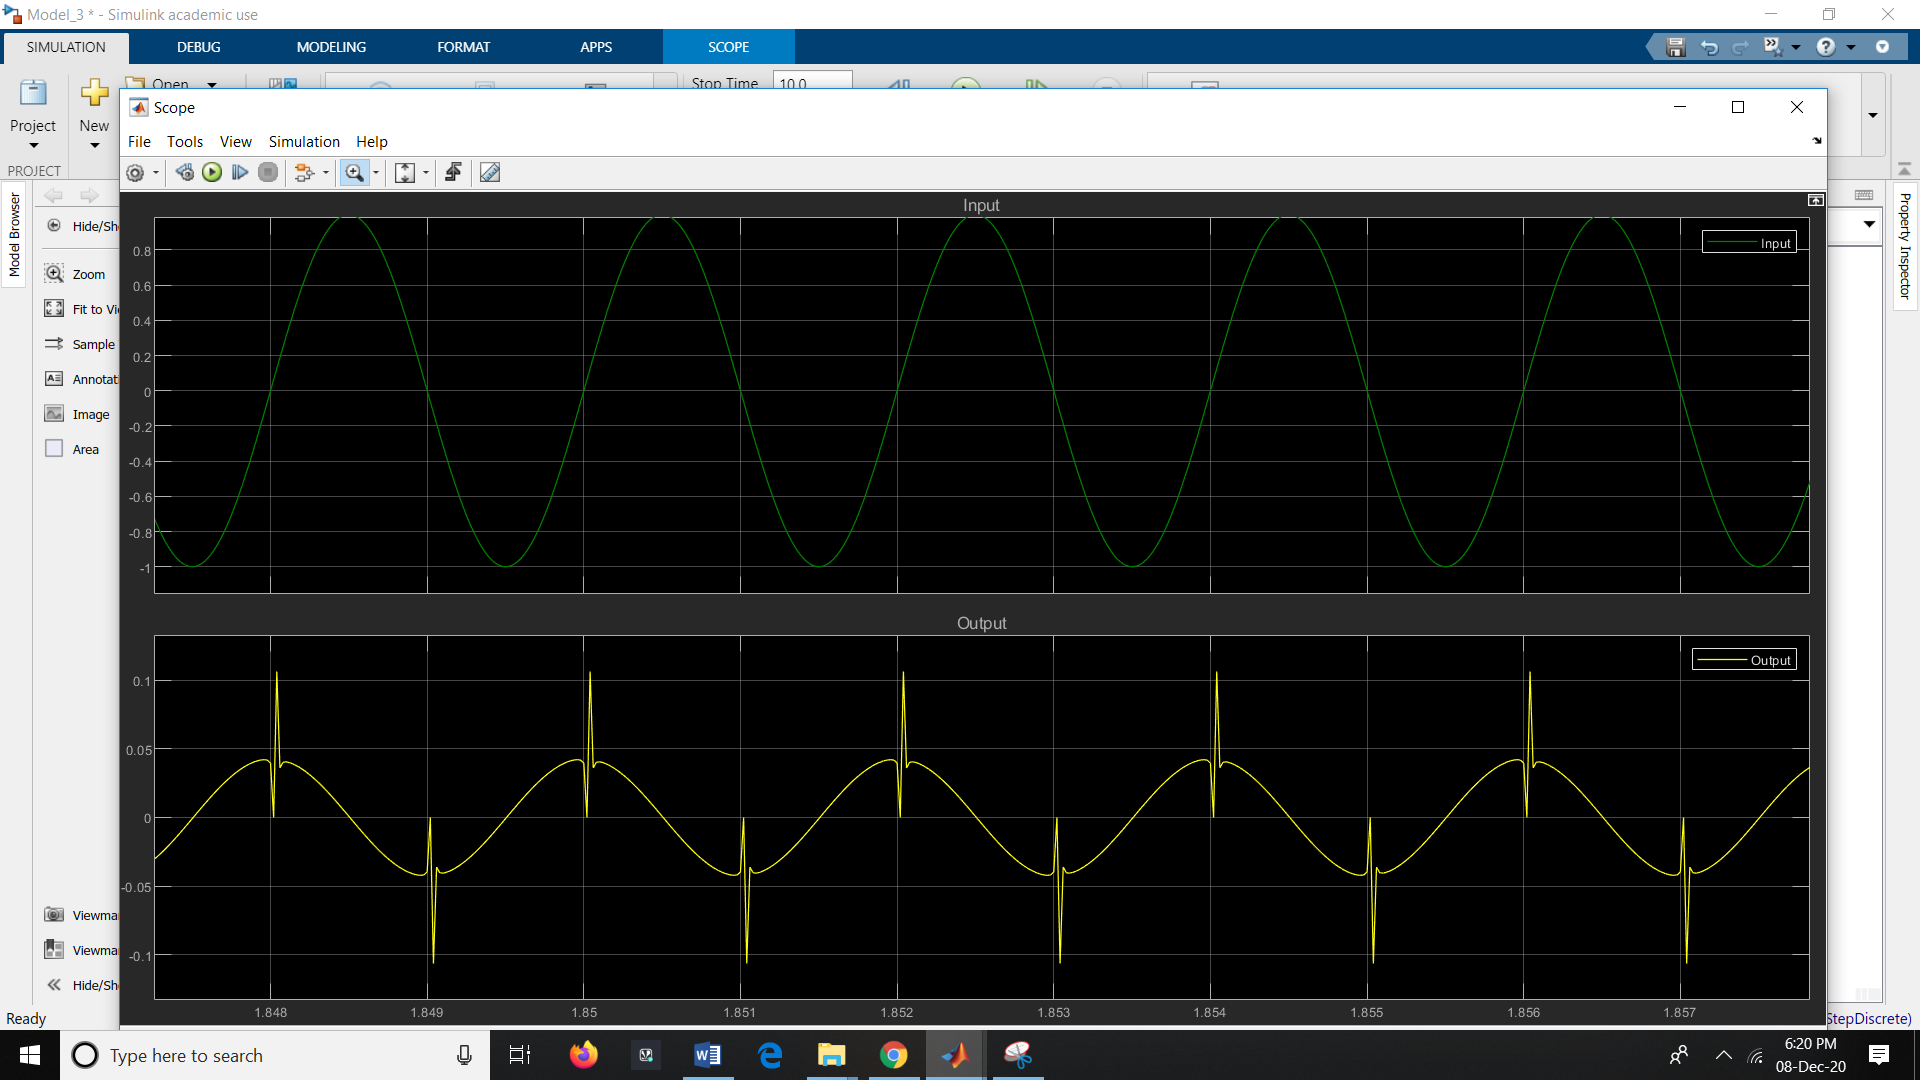 Model_3 * - Simulink academic use
SIMULATION DEBUG MODELING FORMAT APPS SCOPE
Project
New
Open
Stop Time 10.0
PROJECT
Scope
File Tools View Simulation Help
Model Browser
Property Inspector
Hide/Sh
Zoom
Fit to Vi
Sample
Annotat
Image
Area
Viewma
Viewma
Hide/Sh
Input
Input
0.8
0.6
0.4
0.2
0
-0.2
-0.4
-0.6
-0.8
-1
Output
Output
0.1
0.05
0
-0.05
-0.1
1.848 1.849 1.85 1.851 1.852 1.853 1.854 1.855 1.856 1.857
Ready
StepDiscrete)
Type here to search
6:20 PM
08-Dec-20